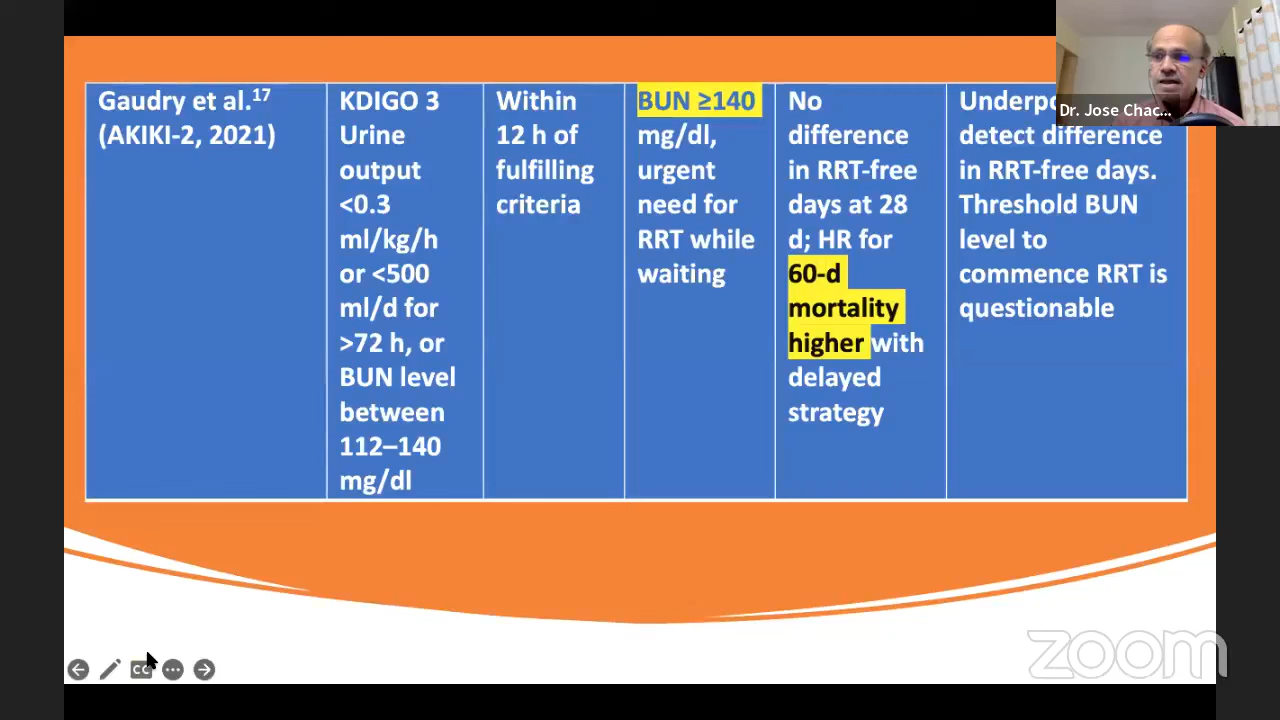 Gaudry et al.17
(AKIKI-2, 2021)
KDIGO 3
Urine
output
<0.3
ml/kg/h
or <500
ml/d for
>72 h, or
BUN level
between
112–140
mg/dl
Within
12 h of
fulfilling
criteria
BUN ≥140
mg/dl,
urgent
need for
RRT while
waiting
No
difference
in RRT-free
days at 28
d; HR for
60-d
mortality
higher with
delayed
strategy
detect difference
in RRT-free days.
Threshold BUN
level to
commence RRT is
questionable
Dr. Jose Chac...
CC
zoom